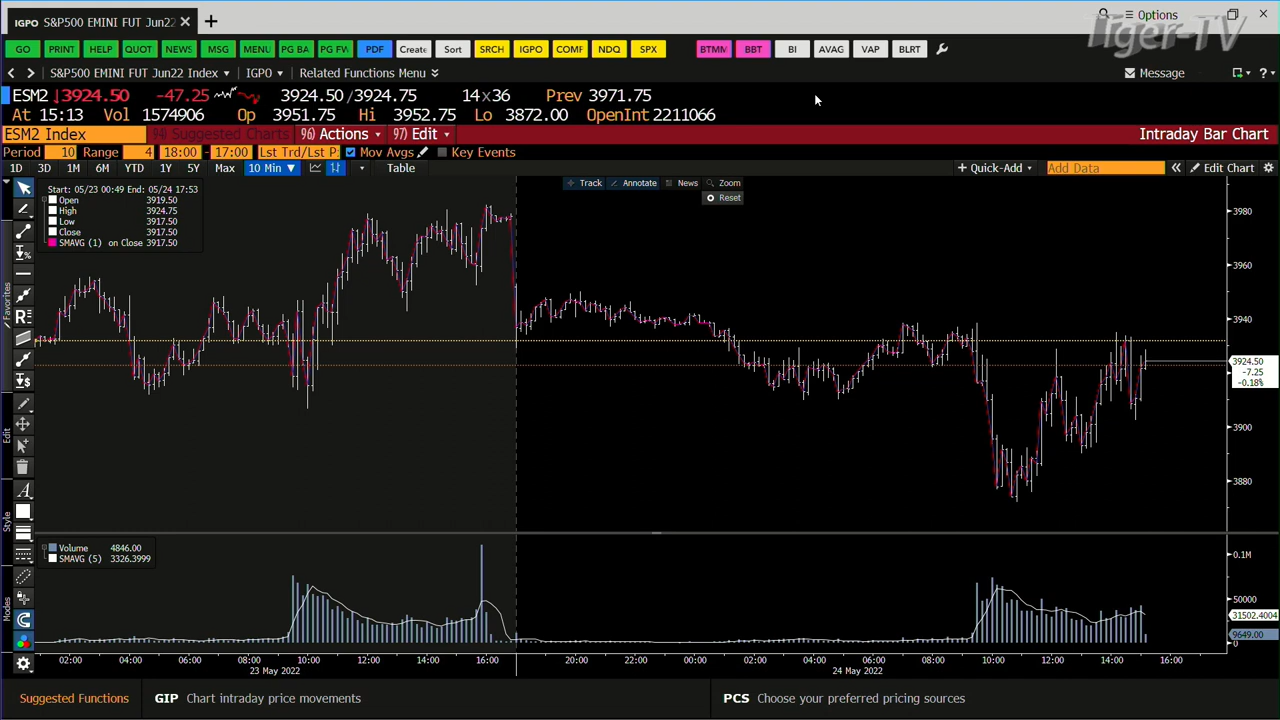 IGPO S&P500 EMINI FUT Jun22 × +
Options
Tiger-TV
GO PRINT HELP QUOT NEWS MSG MENU PG BA PG FV PDF Create Sort SRCH IGPO COMF NDQ SPX BTMM BBT BI AVAG VAP BLRT
S&P500 EMINI FUT Jun22 Index IGPO Related Functions Menu Message ?
ESM2 ↓3924.50 -47.25 3924.50/3924.75 14x36 Prev 3971.75
At 15:13 Vol 1574906 Op 3951.75 Hi 3952.75 Lo 3872.00 OpenInt 2211066
ESM2 Index 94) Suggested Charts 96) Actions 97) Edit Intraday Bar Chart
Period 10 Range 4 18:00 - 17:00 Lst Trd/Lst P Mov Avgs Key Events
1D 3D 1M 6M YTD 1Y 5Y Max 10 Min ▼ Table + Quick-Add Add Data « Edit Chart
Track Annotate News Zoom
Reset
Start: 05/23 00:49 End: 05/24 17:53
Open 3919.50
High 3924.75
Low 3917.50
Close 3917.50
SMAVG (1) on Close 3917.50
3980
3960
3940
3924.50
-7.25
-0.18%
3900
3880
Favorites
Edit
Style
Modes
Volume 4846.00
SMAVG (5) 3326.3999
0.1M
50000
31502.4004
9649.00
0
02:00 04:00 06:00 08:00 10:00 12:00 14:00 16:00 20:00 22:00 00:00 02:00 04:00 06:00 08:00 10:00 12:00 14:00 16:00
23 May 2022 24 May 2022
Suggested Functions GIP Chart intraday price movements PCS Choose your preferred pricing sources